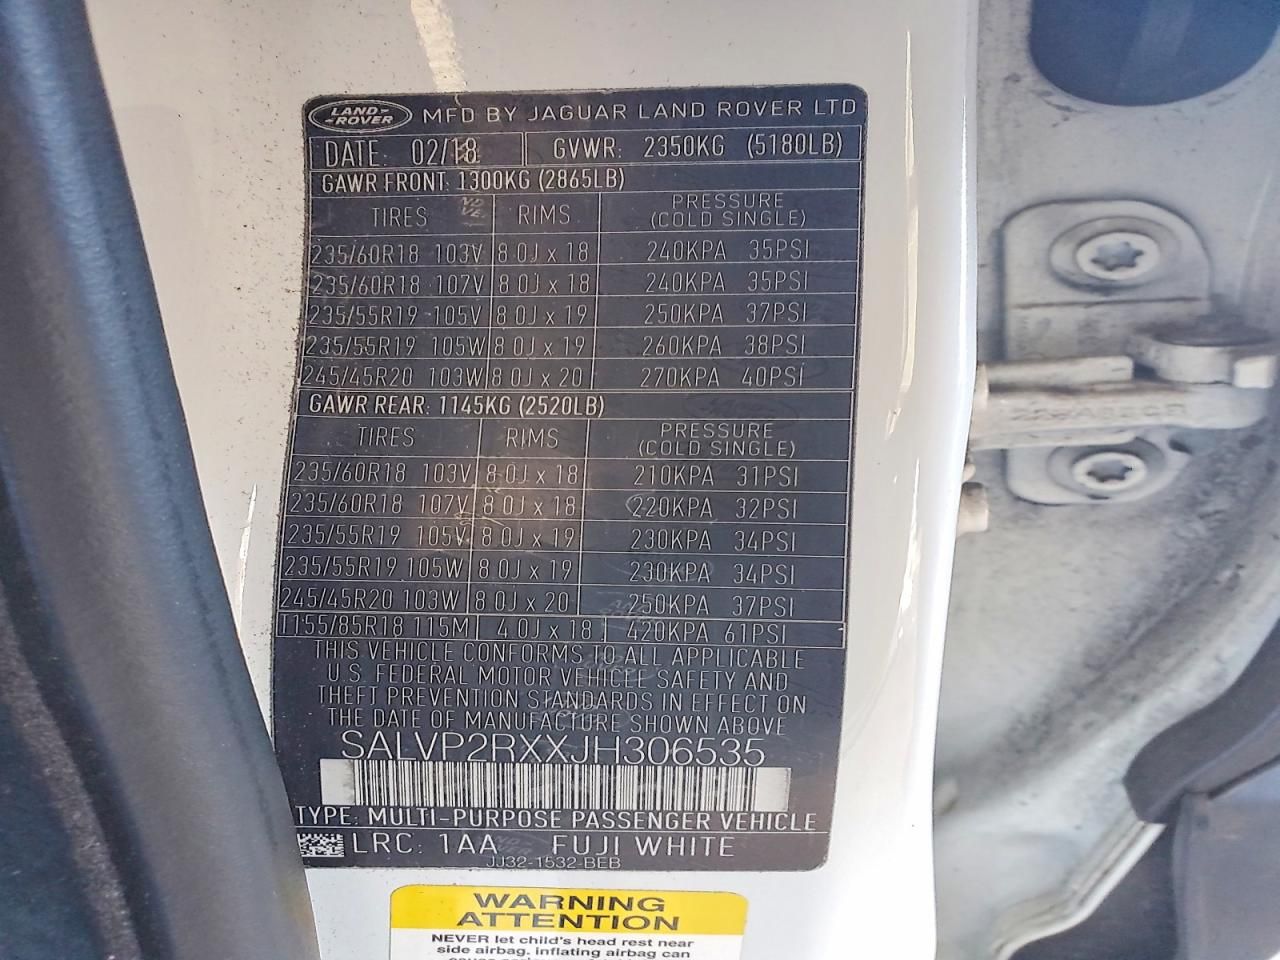 LAND-ROVER MFD BY JAGUAR LAND ROVER LTD
DATE: 02/18 GVWR: 2350KG (5180LB)
GAWR FRONT: 1300KG (2865LB)
TIRES RIMS PRESSURE (COLD SINGLE)
235/60R18 103V 8.0J x 18 240KPA 35PSI
235/60R18 107V 8.0J x 18 240KPA 35PSI
235/55R19 105V 8.0J x 19 250KPA 37PSI
235/55R19 105W 8.0J x 19 260KPA 38PSI
245/45R20 103W 8.0J x 20 270KPA 40PSI
GAWR REAR: 1145KG (2520LB)
TIRES RIMS PRESSURE (COLD SINGLE)
235/60R18 103V 8.0J x 18 210KPA 31PSI
235/60R18 107V 8.0J x 18 220KPA 32PSI
235/55R19 105V 8.0J x 19 230KPA 34PSI
235/55R19 105W 8.0J x 19 230KPA 34PSI
245/45R20 103W 8.0J x 20 250KPA 37PSI
T155/85R18 115M 4.0J x 18 420KPA 61PSI
THIS VEHICLE CONFORMS TO ALL APPLICABLE
U.S. FEDERAL MOTOR VEHICLE SAFETY AND
THEFT PREVENTION STANDARDS IN EFFECT ON
THE DATE OF MANUFACTURE SHOWN ABOVE
SALVP2RXXJH306535
TYPE: MULTI-PURPOSE PASSENGER VEHICLE
LRC: 1AA FUJI WHITE
JJ32-1532-BEB
WARNING
ATTENTION
NEVER let child's head rest near
side airbag, inflating airbag can